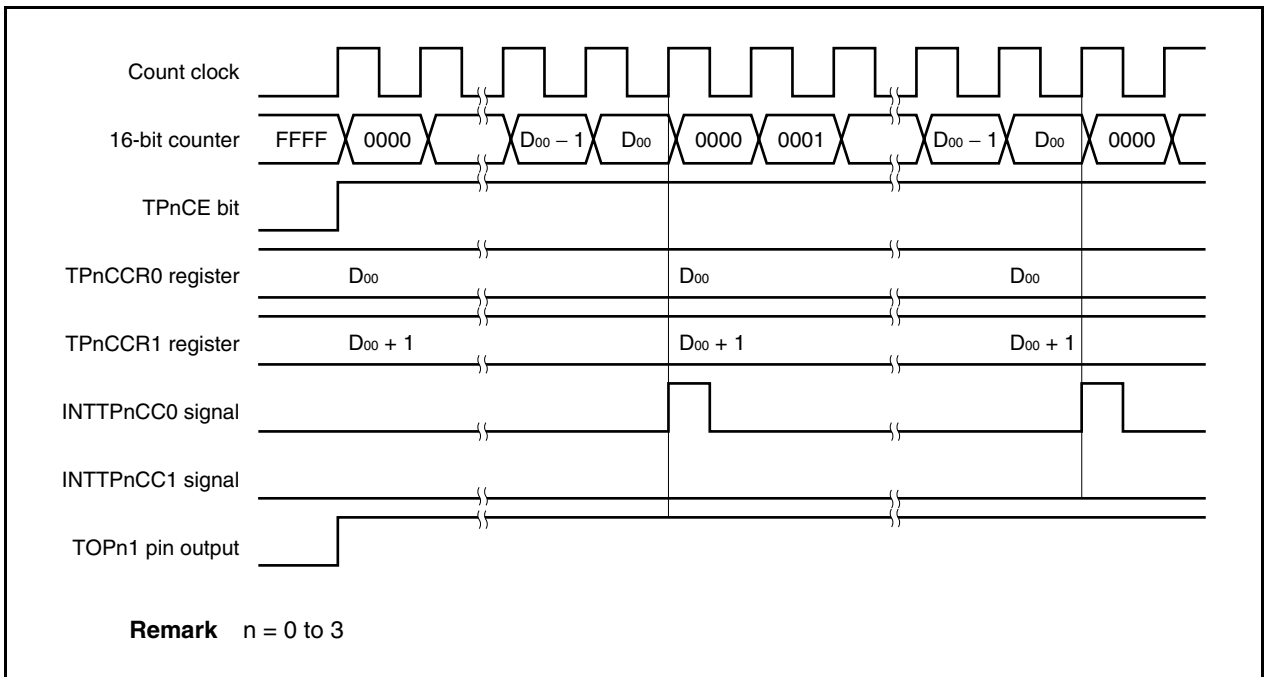 Count clock
16-bit counter FFFF 0000 D00 − 1 D00 0000 0001 D00 − 1 D00 0000
TPnCE bit
TPnCCR0 register D00 D00 D00
TPnCCR1 register D00 + 1 D00 + 1 D00 + 1
INTTPnCC0 signal
INTTPnCC1 signal
TOPn1 pin output
Remark n = 0 to 3